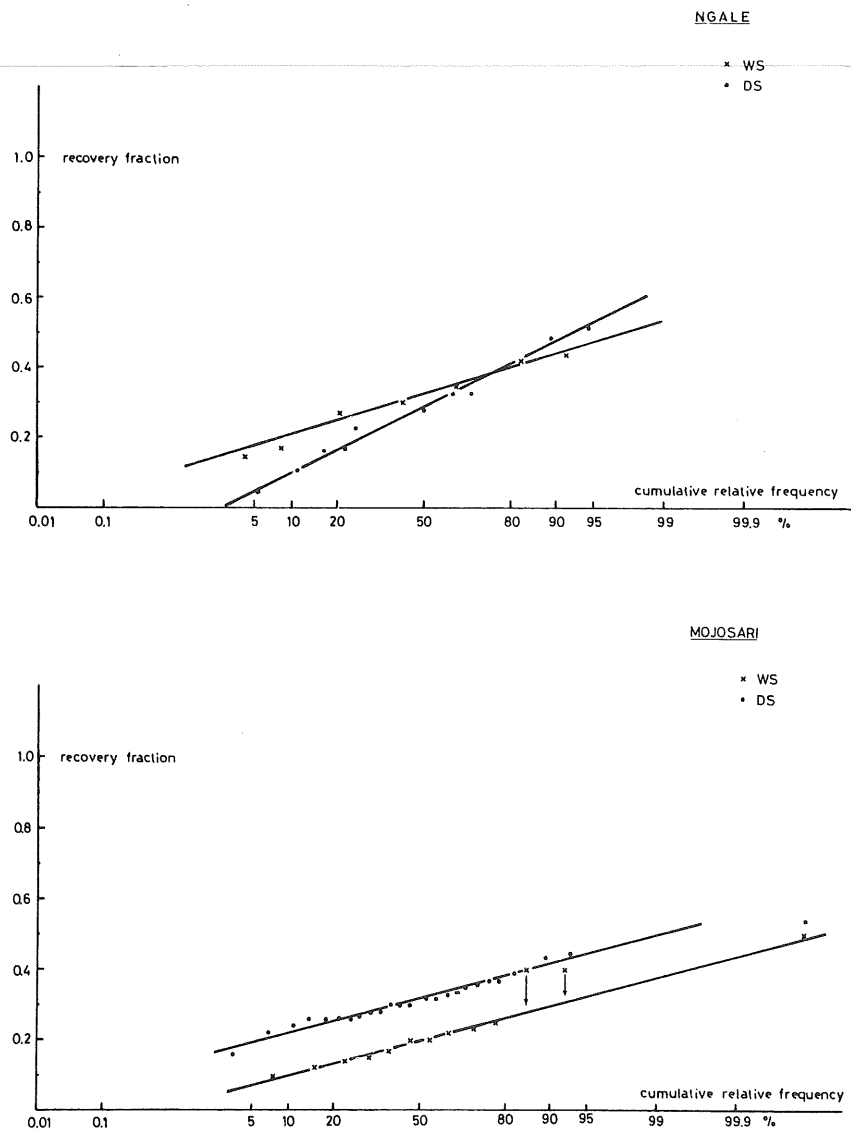 NGALE
× WS
• DS
1.0 recovery fraction
0.8
0.6
0.4
0.2
cumulative relative frequency
0.01 0.1 5 10 20 50 80 90 95 99 99.9 %
MOJOSARI
× WS
• DS
1.0 recovery fraction
0.8
0.6
0.4
0.2
cumulative relative frequency
0.01 0.1 5 10 20 50 80 90 95 99 99.9 %